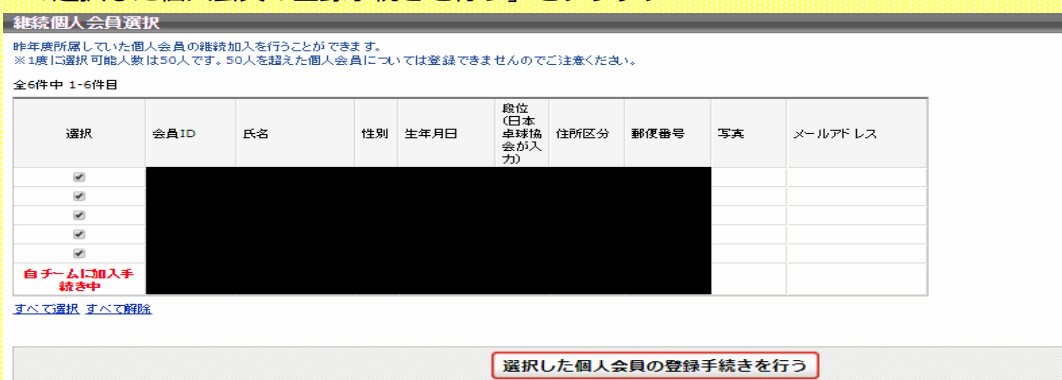 継続個人会員選択
昨年度所属していた個人会員の継続加入を行うことができます。
※1度に選択可能人数は50人です。50人を超えた個人会員については登録できませんのでご注意ください。
全6件中 1-6件目
選択 会員ID 氏名 性別 生年月日 段位(日本卓球協会が入力) 住所区分 郵便番号 写真 メールアドレス
自チームに加入手
続き中
すべて選択 すべて解除
選択した個人会員の登録手続きを行う